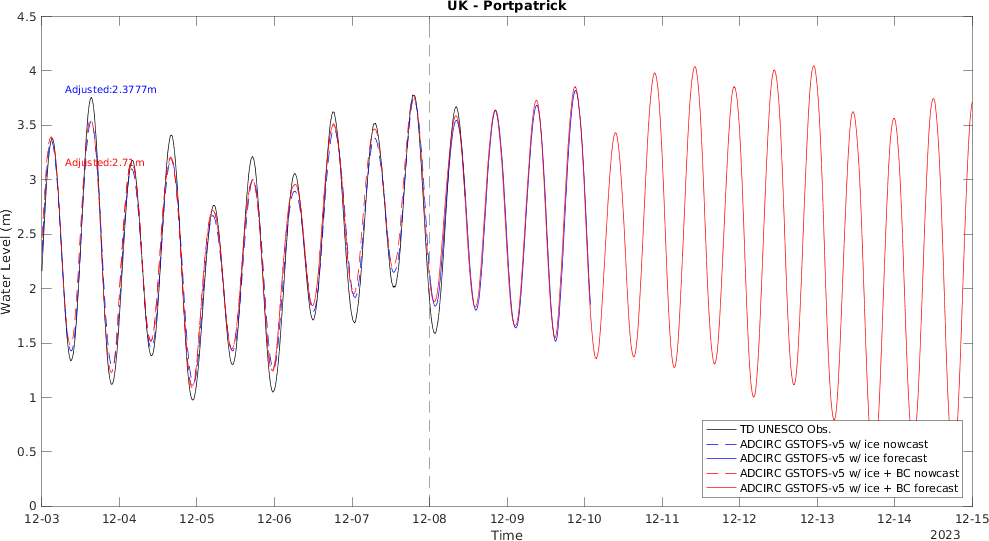 UK - Portpatrick
4.5
4
3.5
3
2.5
2
1.5
1
0.5
0
Water Level (m)
Adjusted:2.3777m
Adjusted:2.72m
TD UNESCO Obs.
ADCIRC GSTOFS-v5 w/ ice nowcast
ADCIRC GSTOFS-v5 w/ ice forecast
ADCIRC GSTOFS-v5 w/ ice + BC nowcast
ADCIRC GSTOFS-v5 w/ ice + BC forecast
12-03 12-04 12-05 12-06 12-07 12-08 12-09 12-10 12-11 12-12 12-13 12-14 12-15
Time
2023